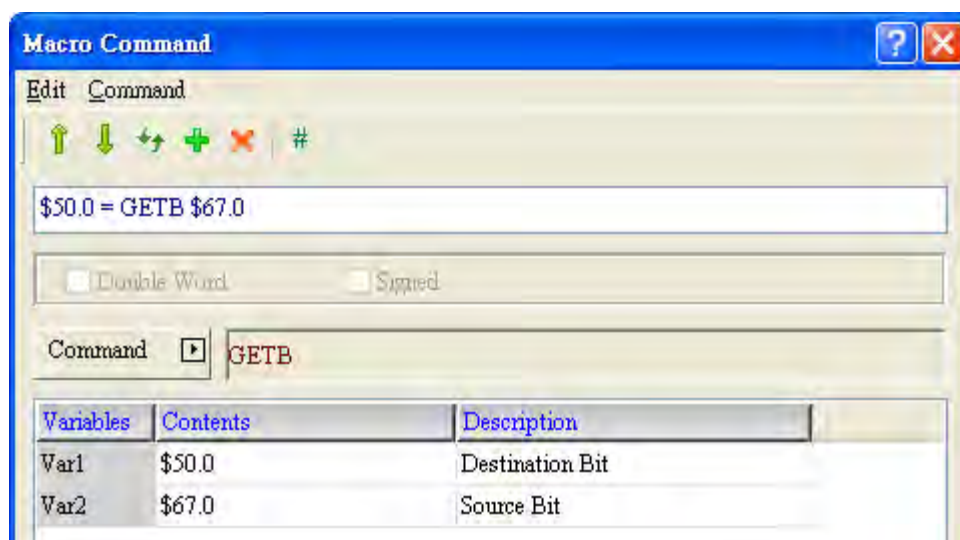 Macro Command
Edit Command
#
$50.0 = GETB $67.0
Double Word Signed
Command GETB
Variables Contents Description
Var1 $50.0 Destination Bit
Var2 $67.0 Source Bit